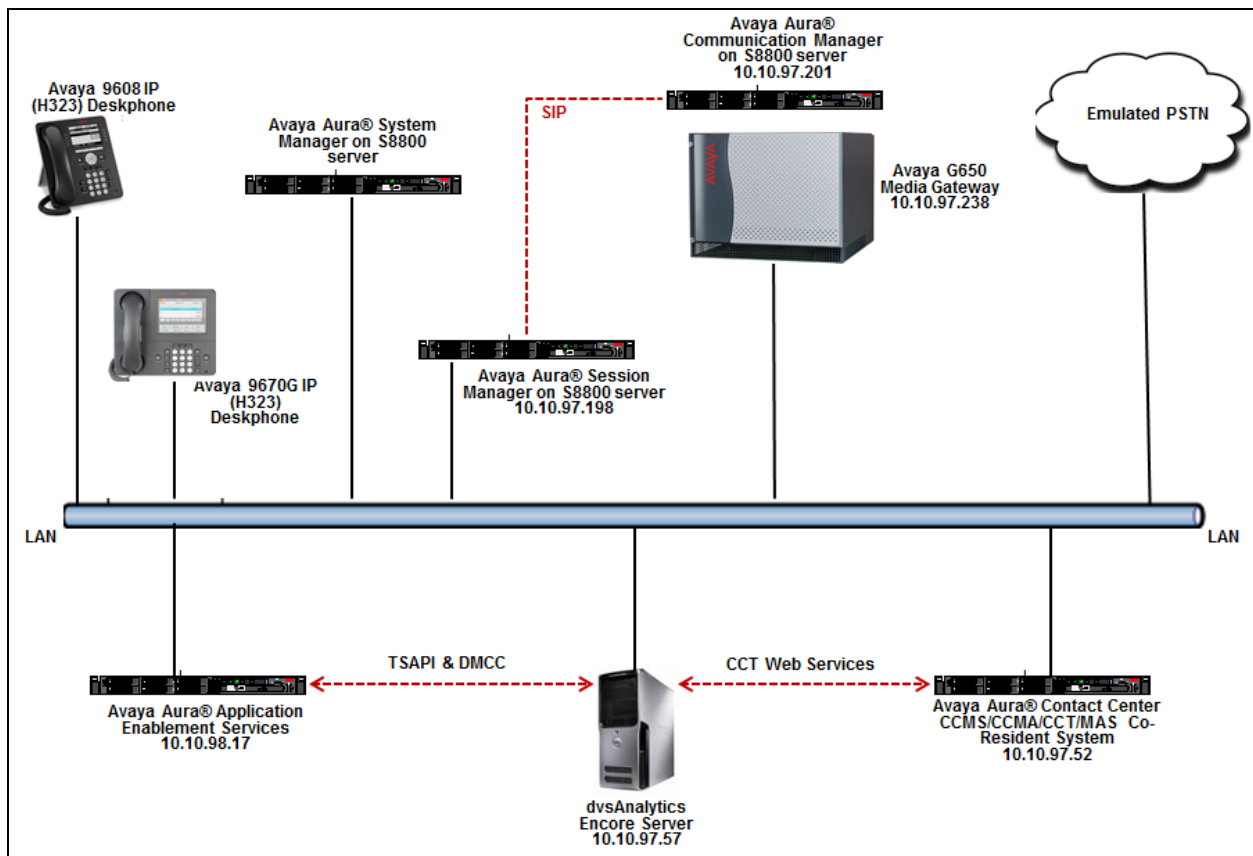 Avaya 9608 IP
(H323) Deskphone
Avaya Aura® System
Manager on S8800
server
Avaya Aura®
Communication Manager
on S8800 server
10.10.97.201
SIP
AVAYA
Avaya G650
Media Gateway
10.10.97.238
Emulated PSTN
Avaya 9670G IP
(H323)
Deskphone
Avaya Aura® Session
Manager on S8800 server
10.10.97.198
LAN
LAN
TSAPI & DMCC
CCT Web Services
Avaya Aura® Application
Enablement Services
10.10.98.17
dvsAnalytics
Encore Server
10.10.97.57
Avaya Aura® Contact Center
CCMS/CCMA/CCT/MAS Co-
Resident System
10.10.97.52